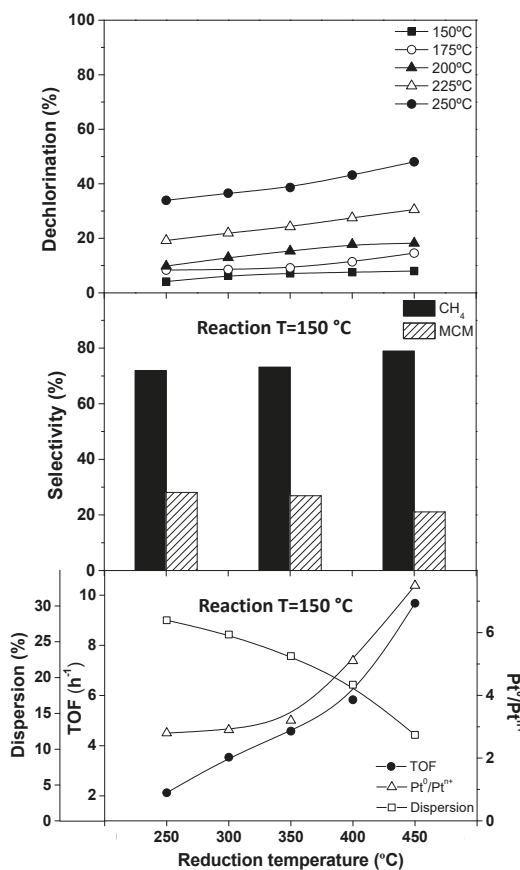 100
80
60
40
20
0
Dechlorination (%)
150ºC
175ºC
200ºC
225ºC
250ºC
80
60
40
20
0
Selectivity (%)
Reaction T=150 °C
CH4
MCM
30
25
20
15
10
5
0
Dispersion (%)
10
8
6
4
2
TOF (h-1)
Reaction T=150 °C
6
4
2
0
Pt0/Ptn+
TOF
Pt0/Ptn+
Dispersion
250 300 350 400 450
Reduction temperature (ºC)